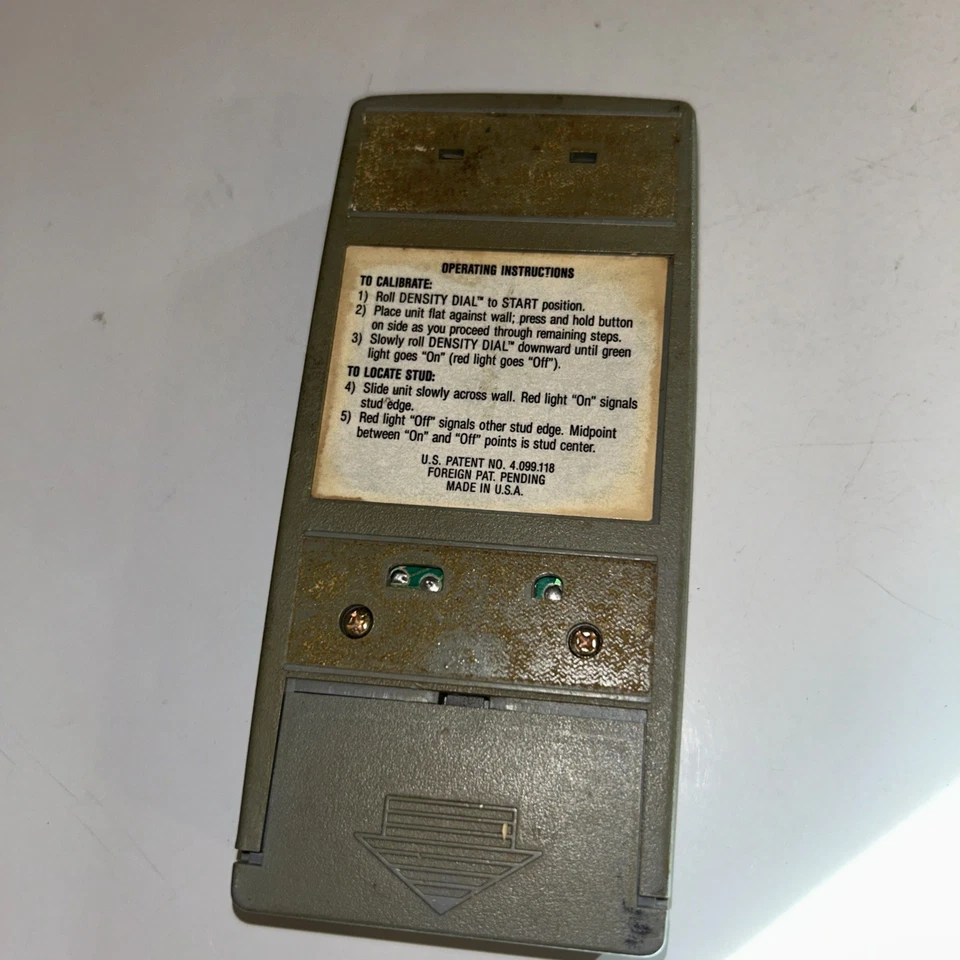 OPERATING INSTRUCTIONS
TO CALIBRATE:
1) Roll DENSITY DIAL™ to START position.
2) Place unit flat against wall; press and hold button
on side as you proceed through remaining steps.
3) Slowly roll DENSITY DIAL™ downward until green
light goes "On" (red light goes "Off").
TO LOCATE STUD:
4) Slide unit slowly across wall. Red light "On" signals
stud edge.
5) Red light "Off" signals other stud edge. Midpoint
between "On" and "Off" points is stud center.
U.S. PATENT NO. 4.099.118
FOREIGN PAT. PENDING
MADE IN U.S.A.